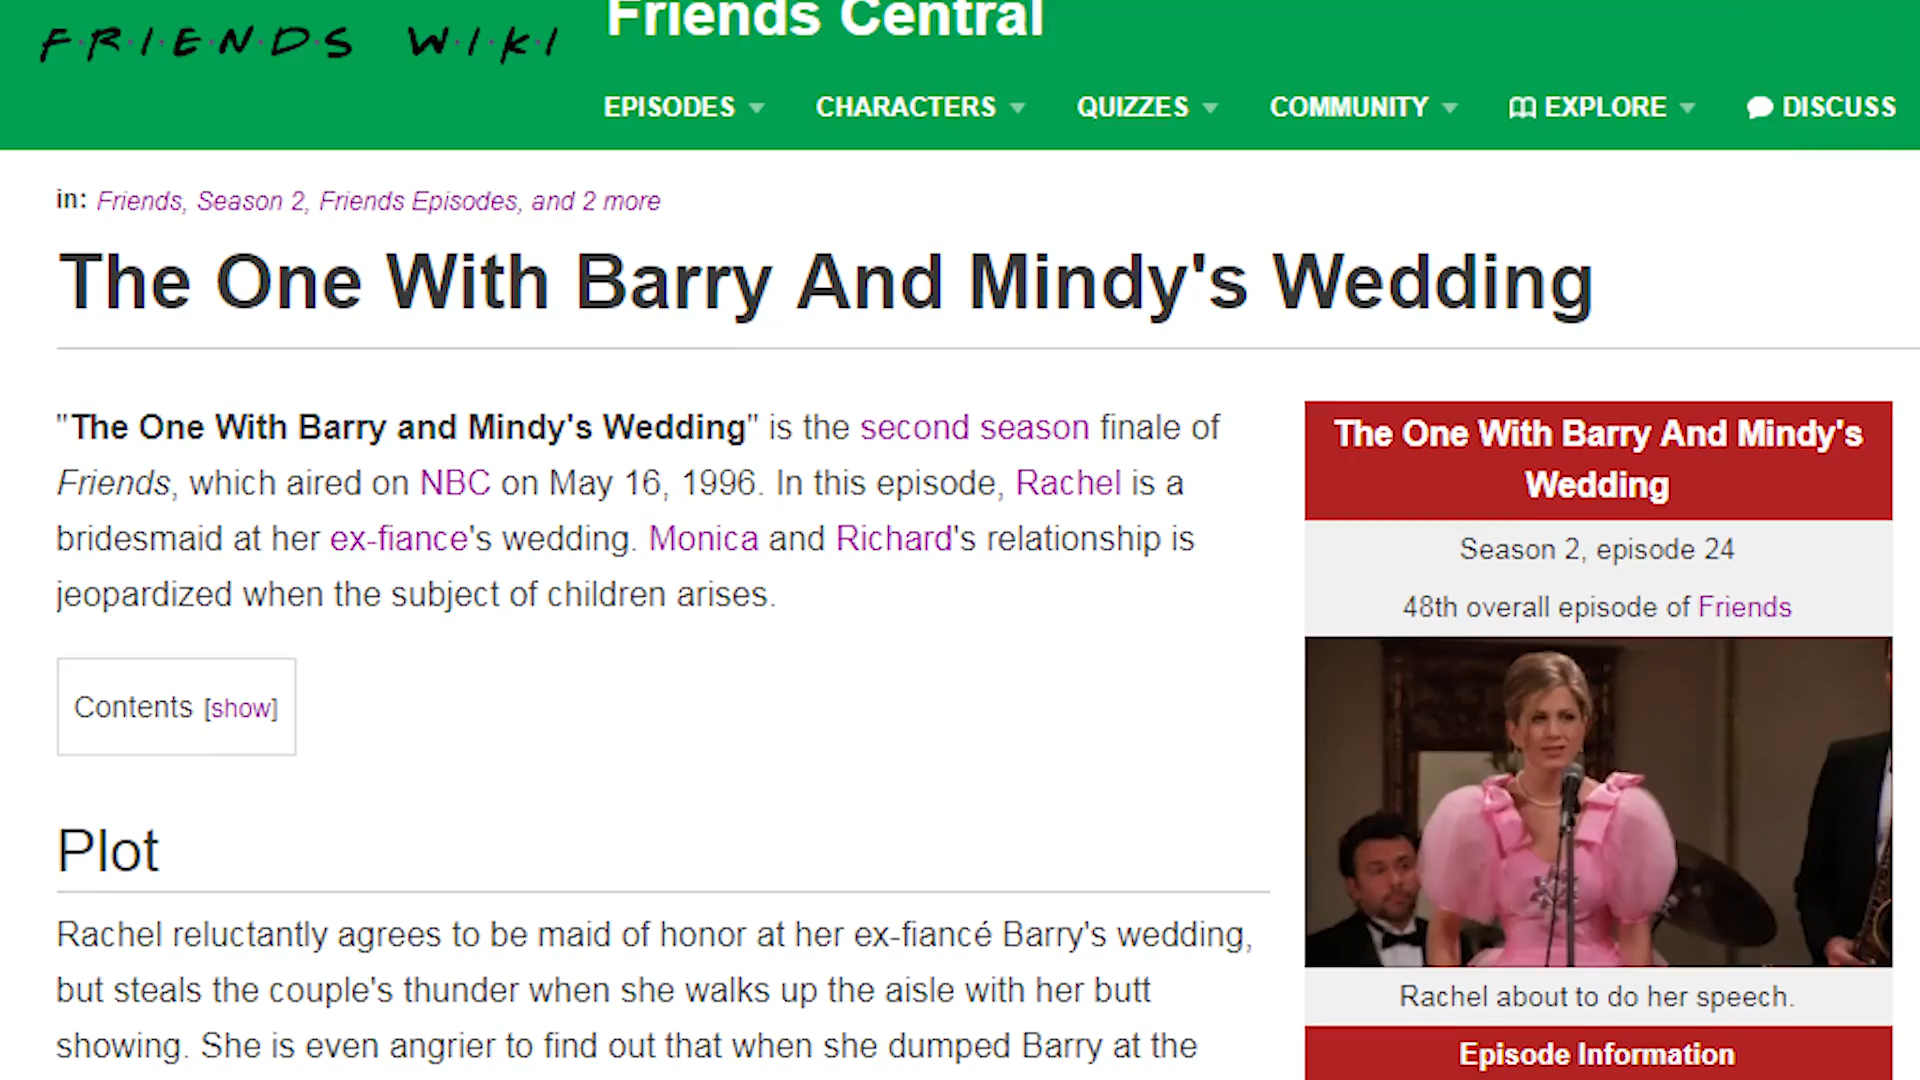 F·R·I·E·N·D·S W·I·K·I
Friends Central
EPISODES
CHARACTERS
QUIZZES
COMMUNITY
EXPLORE
DISCUSS
in: Friends, Season 2, Friends Episodes, and 2 more
The One With Barry And Mindy's Wedding
"The One With Barry and Mindy's Wedding" is the second season finale of
Friends, which aired on NBC on May 16, 1996. In this episode, Rachel is a
bridesmaid at her ex-fiance's wedding. Monica and Richard's relationship is
jeopardized when the subject of children arises.
Contents [show]
Plot
Rachel reluctantly agrees to be maid of honor at her ex-fiancé Barry's wedding,
but steals the couple's thunder when she walks up the aisle with her butt
showing. She is even angrier to find out that when she dumped Barry at the
The One With Barry And Mindy's
Wedding
Season 2, episode 24
48th overall episode of Friends
Rachel about to do her speech.
Episode Information